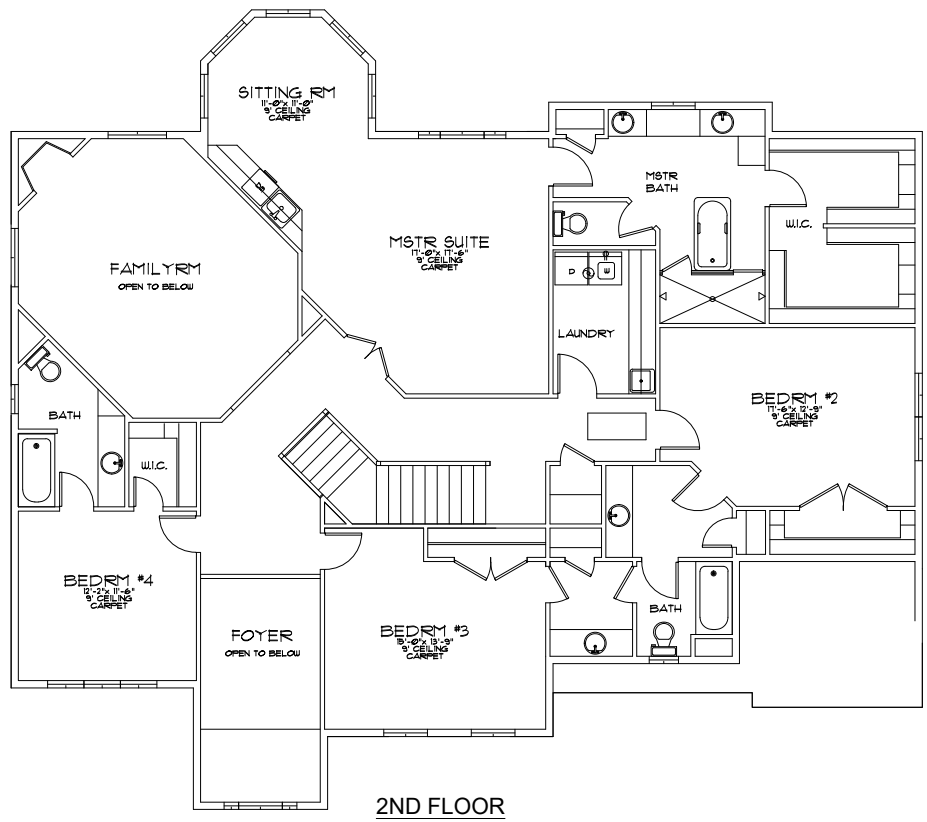 SITTING RM
11'-0"x 11'-0"
9' CEILING
CARPET
MSTR
BATH
W.I.C.
MSTR SUITE
17'-0"x 17'-6"
9' CEILING
CARPET
FAMILYRM
OPEN TO BELOW
D
W
LAUNDRY
BEDRM #2
17'-6"x 12'-9"
9' CEILING
CARPET
BATH
W.I.C.
BEDRM #4
12'-2"x 11'-6"
9' CEILING
CARPET
FOYER
OPEN TO BELOW
BEDRM #3
15'-0"x 13'-9"
9' CEILING
CARPET
BATH
2ND FLOOR